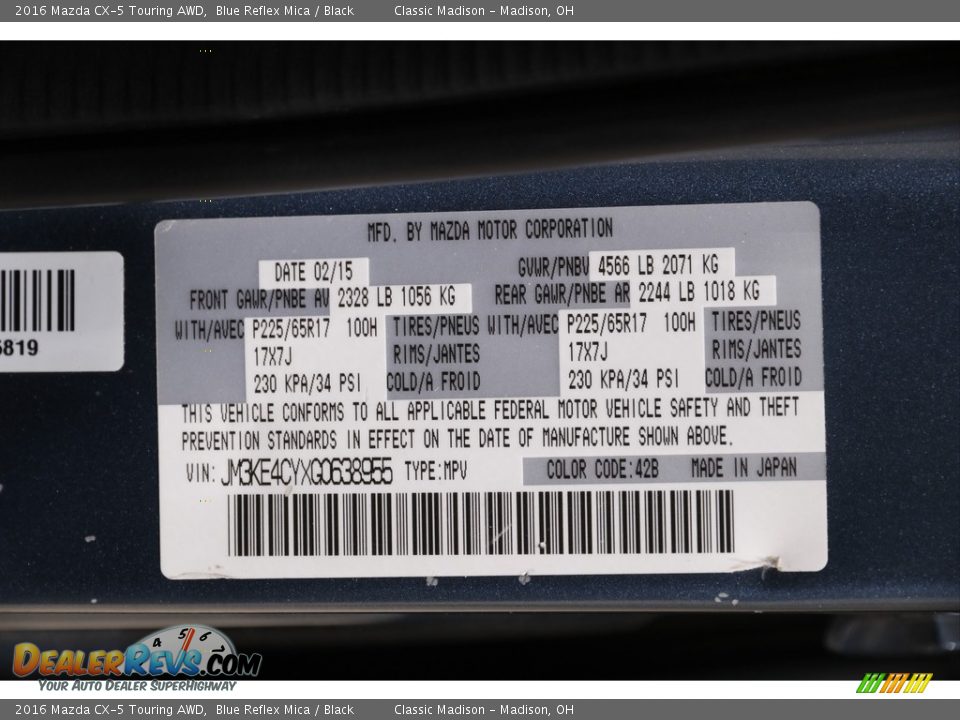 2016 Mazda CX-5 Touring AWD, Blue Reflex Mica / Black Classic Madison - Madison, OH
MFD. BY MAZDA MOTOR CORPORATION
DATE 02/15 GVWR/PNBV 4566 LB 2071 KG
FRONT GAWR/PNBE AV 2328 LB 1056 KG REAR GAWR/PNBE AR 2244 LB 1018 KG
WITH/AVEC P225/65R17 100H TIRES/PNEUS WITH/AVEC P225/65R17 100H TIRES/PNEUS
17X7J RIMS/JANTES 17X7J RIMS/JANTES
230 KPA/34 PSI COLD/A FROID 230 KPA/34 PSI COLD/A FROID
5819
THIS VEHICLE CONFORMS TO ALL APPLICABLE FEDERAL MOTOR VEHICLE SAFETY AND THEFT
PREVENTION STANDARDS IN EFFECT ON THE DATE OF MANUFACTURE SHOWN ABOVE.
VIN: JM3KE4CYXG0638955 TYPE:MPV COLOR CODE:42B MADE IN JAPAN
4 5 6
DEALERREVS.COM
YOUR AUTO DEALER SUPERHIGHWAY
2016 Mazda CX-5 Touring AWD, Blue Reflex Mica / Black Classic Madison - Madison, OH